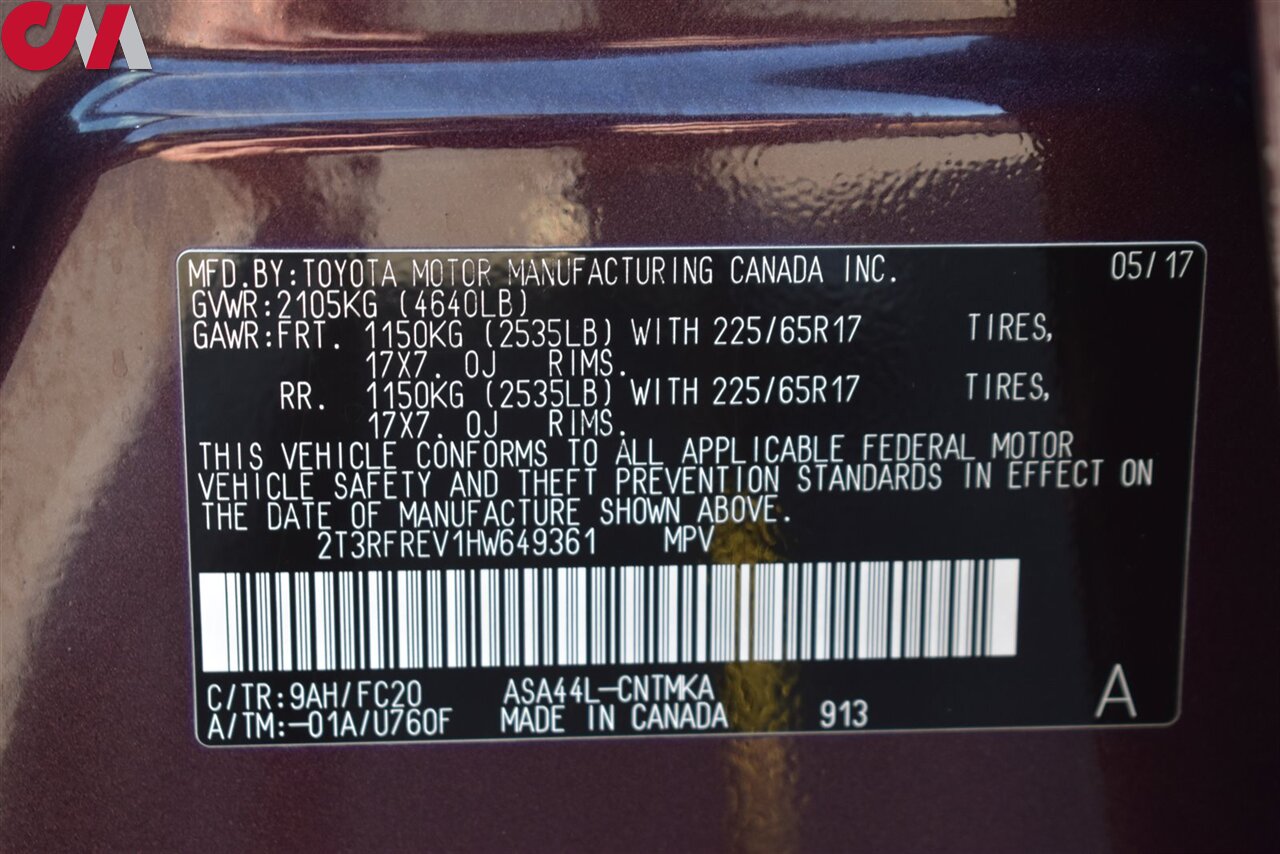 CM
MFD.BY:TOYOTA MOTOR MANUFACTURING CANADA INC. 05/17
GVWR:2105KG (4640LB)
GAWR:FRT. 1150KG (2535LB) WITH 225/65R17 TIRES,
17X7. 0J RIMS.
RR. 1150KG (2535LB) WITH 225/65R17 TIRES,
17X7. 0J RIMS.
THIS VEHICLE CONFORMS TO ALL APPLICABLE FEDERAL MOTOR
VEHICLE SAFETY AND THEFT PREVENTION STANDARDS IN EFFECT ON
THE DATE OF MANUFACTURE SHOWN ABOVE.
2T3RFREV1HW649361 MPV
C/TR:9AH/FC20 ASA44L-CNTMKA
A/TM:-01A/U760F MADE IN CANADA 913 A